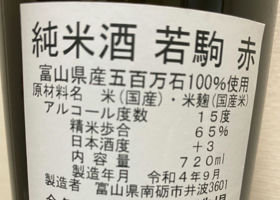 純米酒 若駒 赤
富山県産五百万石100%使用
原材料名 米(国産)・米麹(国産米)
アルコール度数 15度
精米歩合 65%
日本酒度 +3
内容量 720ml
製造年月 令和4年9月
製造者 富山県南砺市井波3601